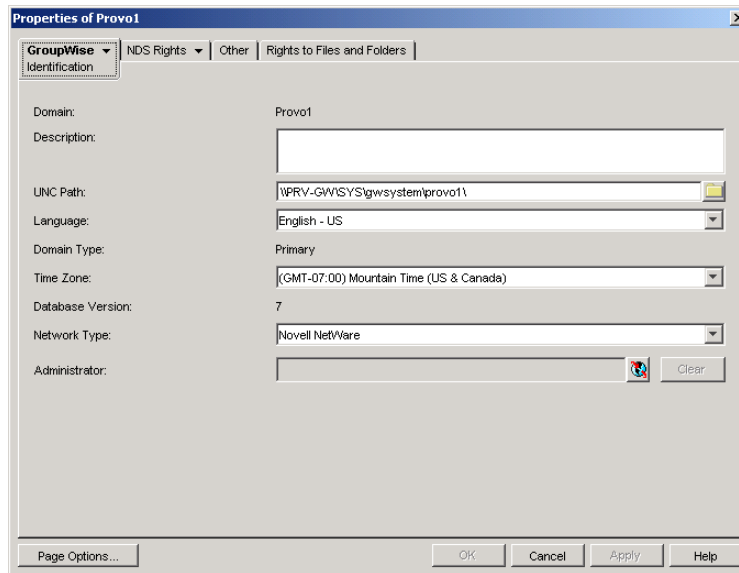 Properties of Provo1
GroupWise NDS Rights Other Rights to Files and Folders
Identification
Domain: Provo1
Description:
UNC Path: \\PRV-GW\SYS\gwsystem\provo1\
Language: English - US
Domain Type: Primary
Time Zone: (GMT-07:00) Mountain Time (US & Canada)
Database Version: 7
Network Type: Novell NetWare
Administrator: Clear
Page Options... OK Cancel Apply Help